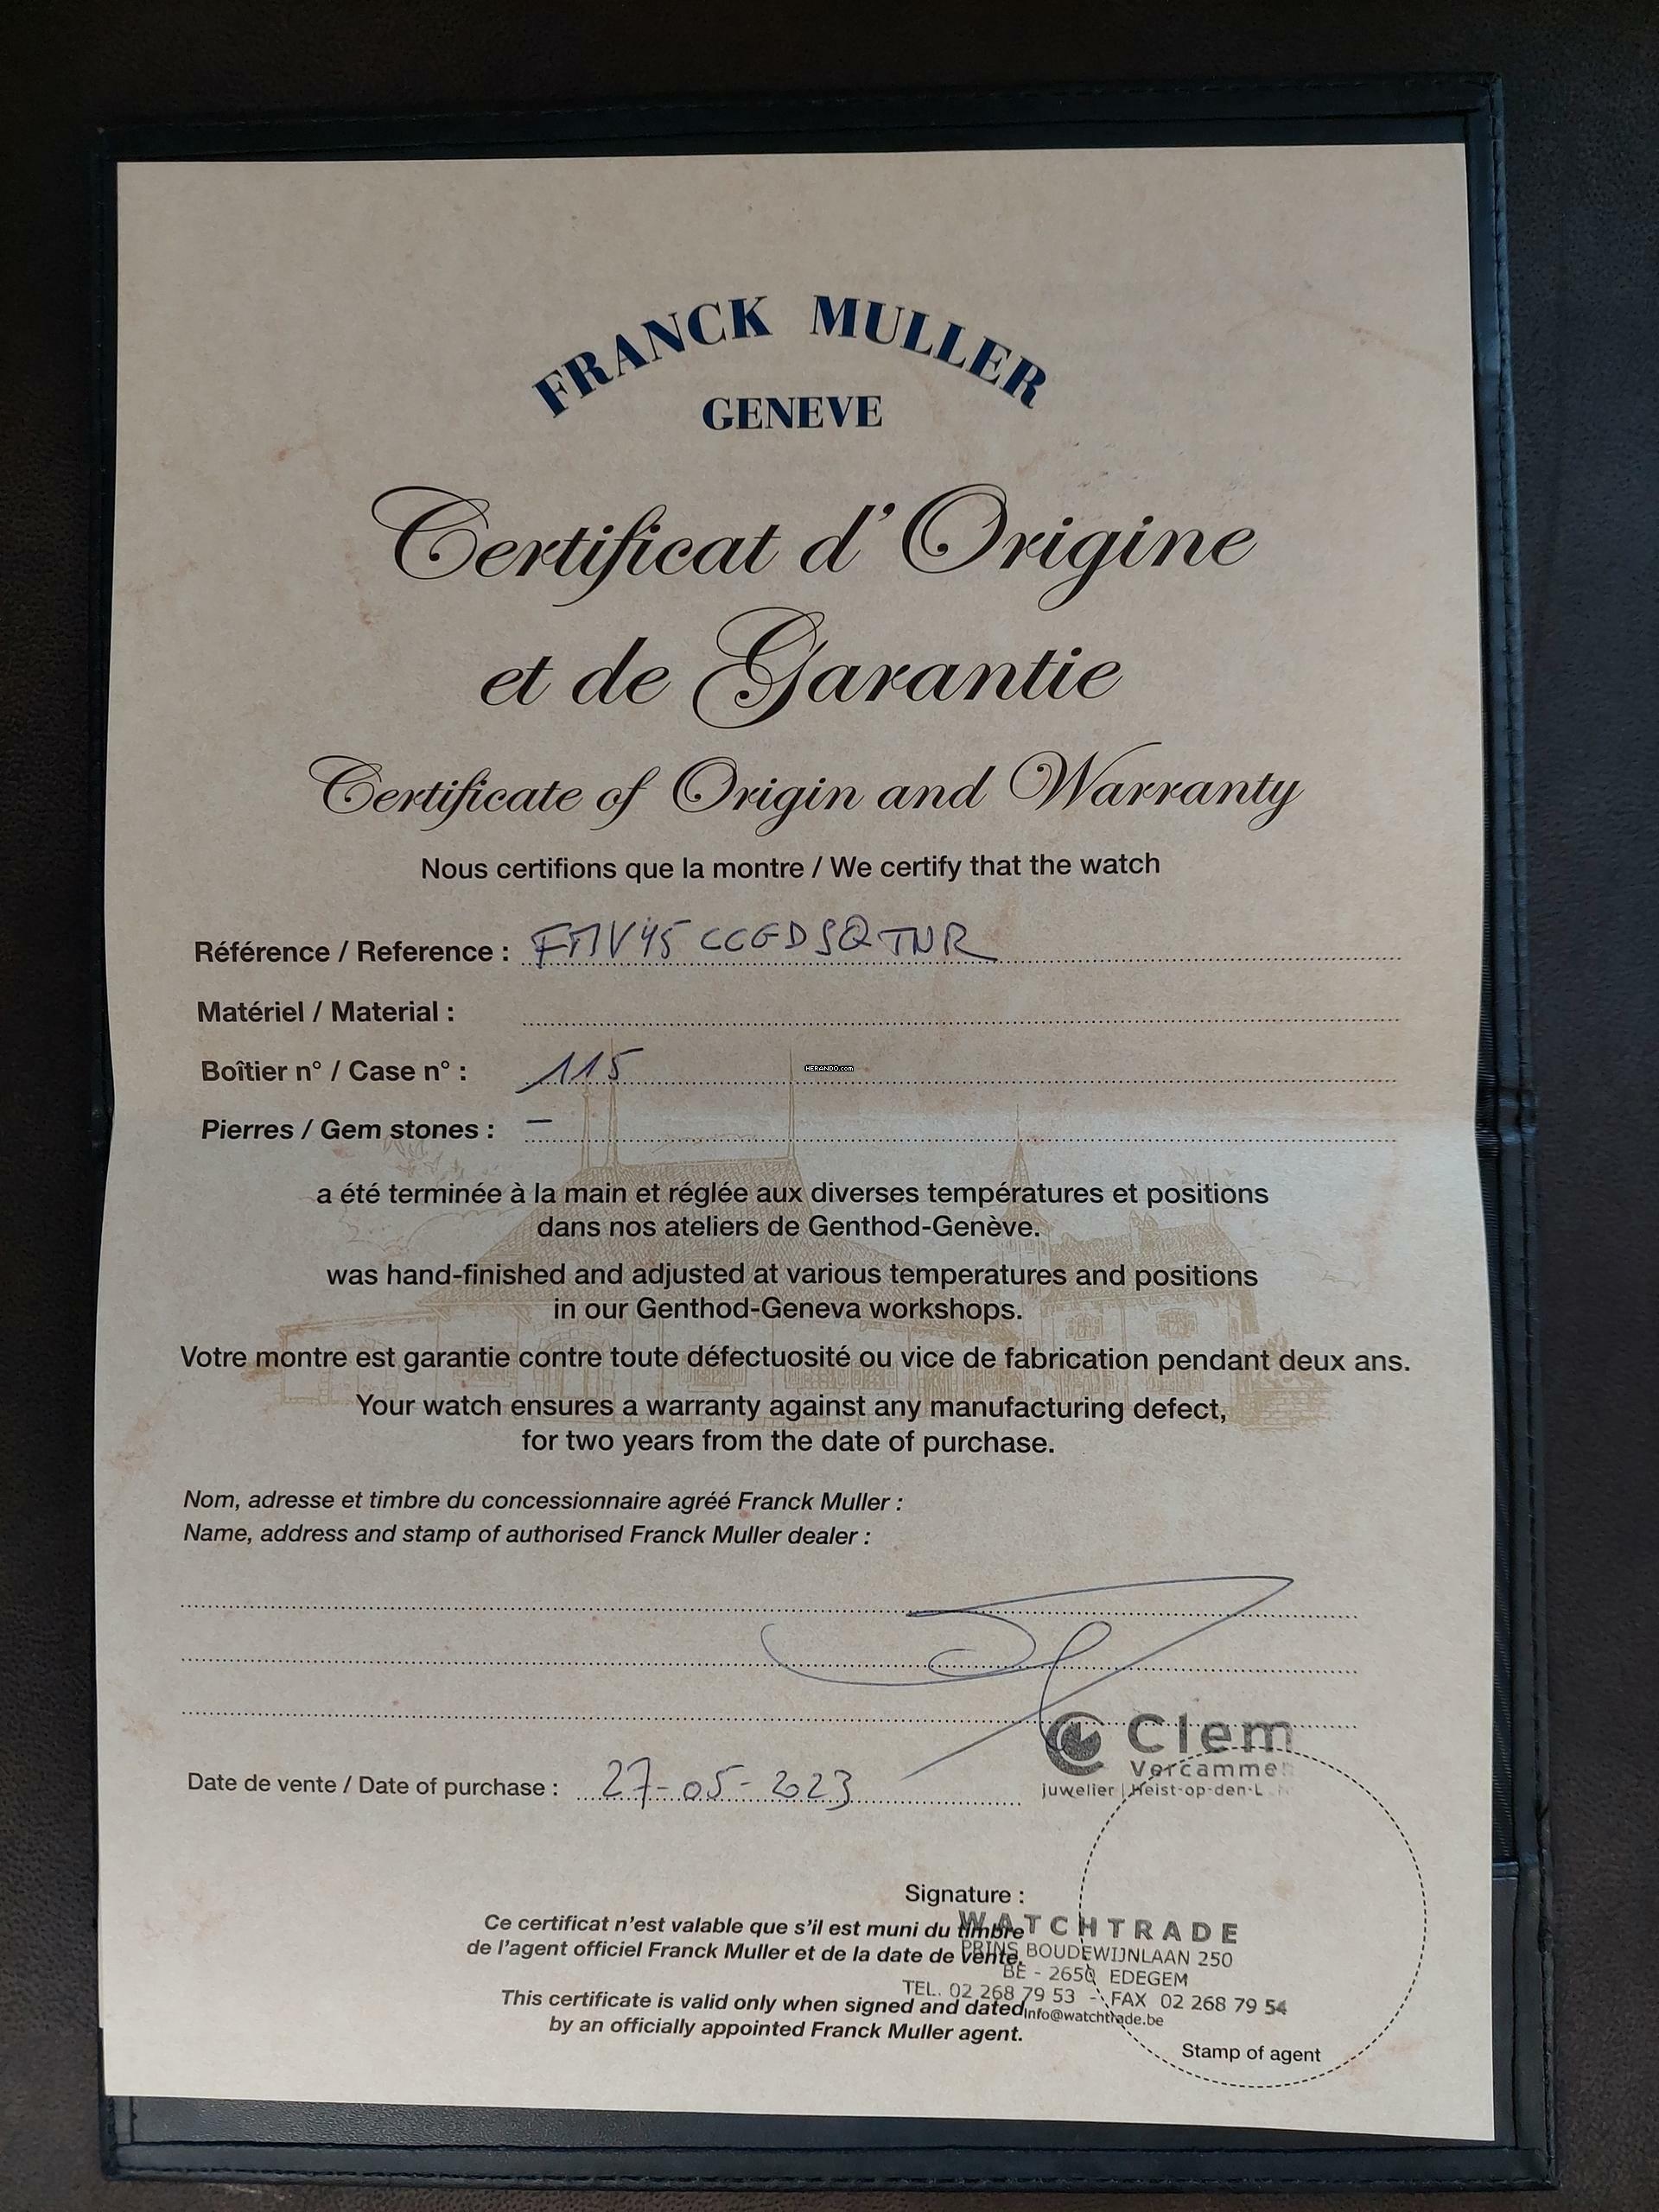 FRANCK MULLER
GENEVE
Certificat d'Origine
et de Garantie
Certificate of Origin and Warranty
Nous certifions que la montre / We certify that the watch
Référence / Reference : FMV45 CCGDSQTNR
Matériel / Material :
Boîtier n° / Case n° : 115
HERANDO.com
Pierres / Gem stones : –
a été terminée à la main et réglée aux diverses températures et positions
dans nos ateliers de Genthod-Genève.
was hand-finished and adjusted at various temperatures and positions
in our Genthod-Geneva workshops.
Votre montre est garantie contre toute défectuosité ou vice de fabrication pendant deux ans.
Your watch ensures a warranty against any manufacturing defect,
for two years from the date of purchase.
Nom, adresse et timbre du concessionnaire agréé Franck Muller :
Name, address and stamp of authorised Franck Muller dealer :
Clem
Vercammen
juwelier | Heist-op-den-
Date de vente / Date of purchase : 27-05-2023
Signature :
Ce certificat n'est valable que s'il est muni du timbre
de l'agent officiel Franck Muller et de la date de vente.
This certificate is valid only when signed and dated
by an officially appointed Franck Muller agent.
WATCHTRADE
PRINS BOUDEWIJNLAAN 250
BE - 2650 EDEGEM
TEL. 02 268 79 53 - FAX 02 268 79 54
info@watchtrade.be
Stamp of agent